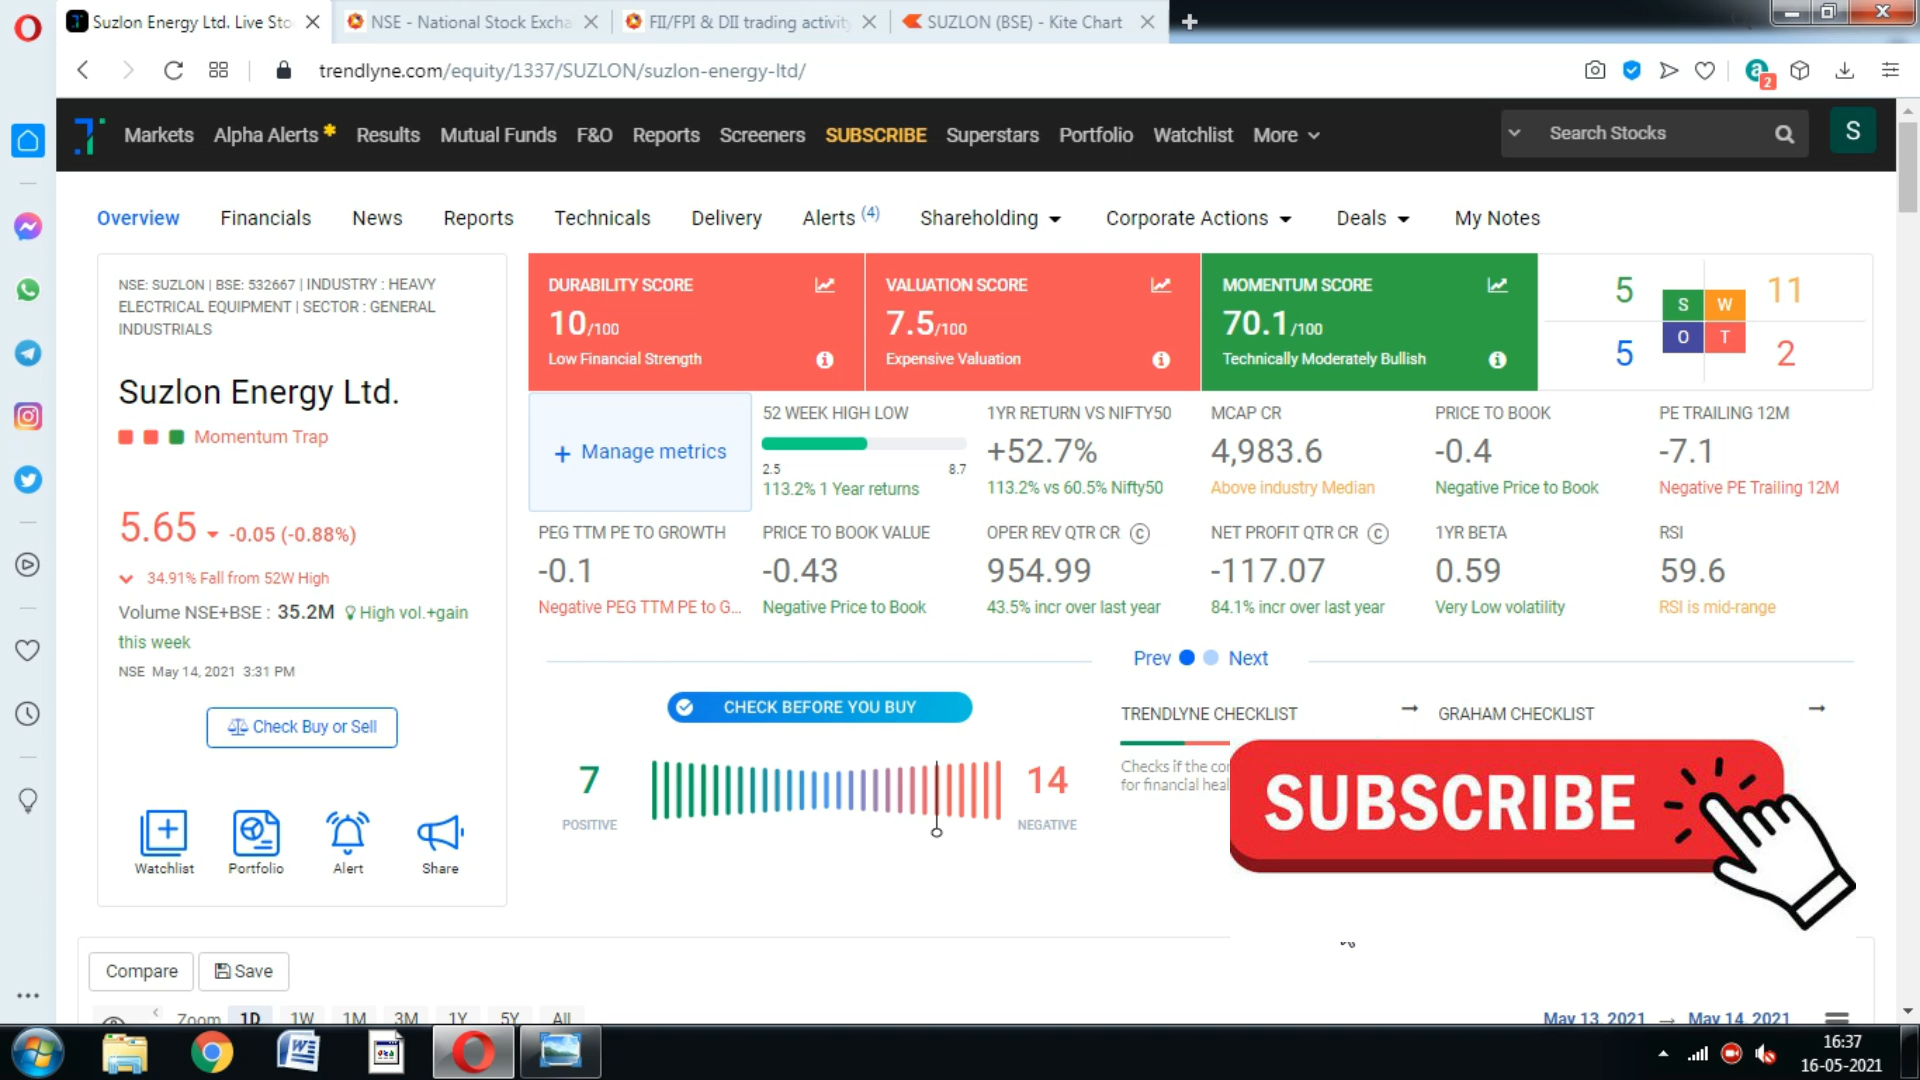 Suzlon Energy Ltd. Live Sto
NSE - National Stock Excha
FII/FPI & DII trading activity
SUZLON (BSE) - Kite Chart
trendlyne.com/equity/1337/SUZLON/suzlon-energy-ltd/
2
Markets Alpha Alerts Results Mutual Funds F&O Reports Screeners SUBSCRIBE Superstars Portfolio Watchlist More
Search Stocks
S
Overview Financials News Reports Technicals Delivery Alerts (4) Shareholding Corporate Actions Deals My Notes
NSE: SUZLON | BSE: 532667 | INDUSTRY : HEAVY
ELECTRICAL EQUIPMENT | SECTOR : GENERAL
INDUSTRIALS
Suzlon Energy Ltd.
Momentum Trap
5.65 -0.05 (-0.88%)
34.91% Fall from 52W High
Volume NSE+BSE : 35.2M High vol.+gain
this week
NSE May 14, 2021 3:31 PM
Check Buy or Sell
Watchlist Portfolio Alert Share
DURABILITY SCORE
10/100
Low Financial Strength
VALUATION SCORE
7.5/100
Expensive Valuation
MOMENTUM SCORE
70.1/100
Technically Moderately Bullish
5 S W 11
5 O T 2
+ Manage metrics
52 WEEK HIGH LOW
2.5 8.7
113.2% 1 Year returns
1YR RETURN VS NIFTY50
+52.7%
113.2% vs 60.5% Nifty50
MCAP CR
4,983.6
Above industry Median
PRICE TO BOOK
-0.4
Negative Price to Book
PE TRAILING 12M
-7.1
Negative PE Trailing 12M
PEG TTM PE TO GROWTH
-0.1
Negative PEG TTM PE to G...
PRICE TO BOOK VALUE
-0.43
Negative Price to Book
OPER REV QTR CR ©
954.99
43.5% incr over last year
NET PROFIT QTR CR ©
-117.07
84.1% incr over last year
1YR BETA
0.59
Very Low volatility
RSI
59.6
RSI is mid-range
Prev Next
CHECK BEFORE YOU BUY
7
POSITIVE
14
NEGATIVE
TRENDLYNE CHECKLIST
Checks if the co
for financial heal
GRAHAM CHECKLIST
SUBSCRIBE
Compare Save
Zoom 1D 1W 1M 3M 1Y 5Y All
May 13, 2021 → May 14, 2021
16:37
16-05-2021